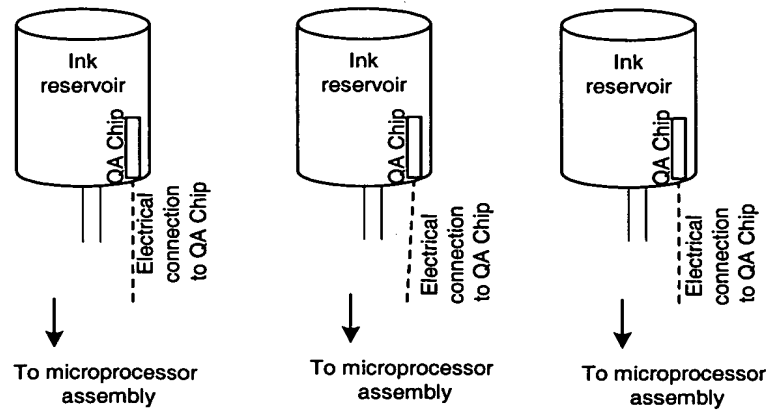 Ink
reservoir
QA Chip
Electrical
connection
to QA Chip
To microprocessor
assembly
Ink
reservoir
QA Chip
Electrical
connection
to QA Chip
To microprocessor
assembly
Ink
reservoir
QA Chip
Electrical
connection
to QA Chip
To microprocessor
assembly